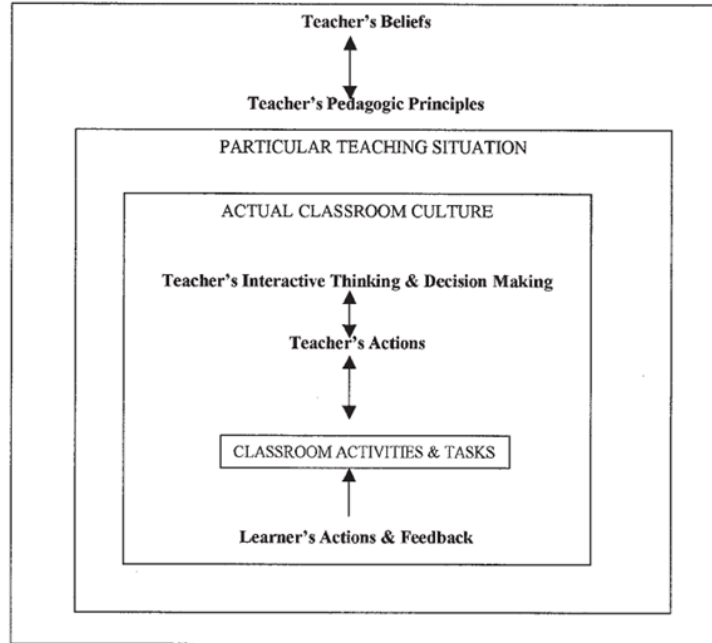 Teacher's Beliefs
Teacher's Pedagogic Principles
PARTICULAR TEACHING SITUATION
ACTUAL CLASSROOM CULTURE
Teacher's Interactive Thinking & Decision Making
Teacher's Actions
CLASSROOM ACTIVITIES & TASKS
Learner's Actions & Feedback